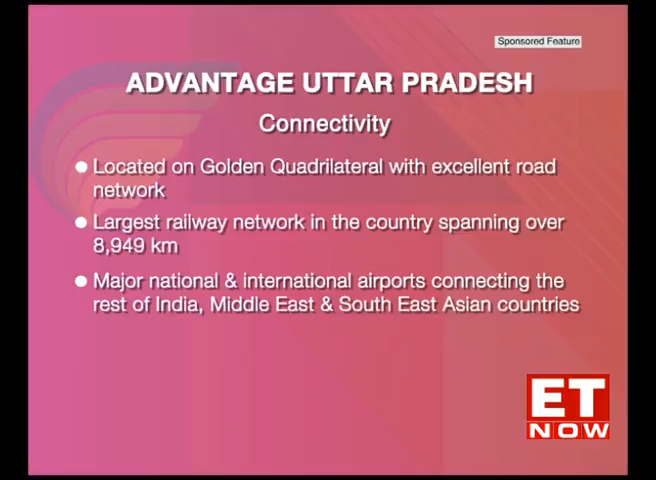 Sponsored Feature
ADVANTAGE UTTAR PRADESH
Connectivity
● Located on Golden Quadrilateral with excellent road
network
● Largest railway network in the country spanning over
8,949 km
● Major national & international airports connecting the
rest of India, Middle East & South East Asian countries
ET
NOW